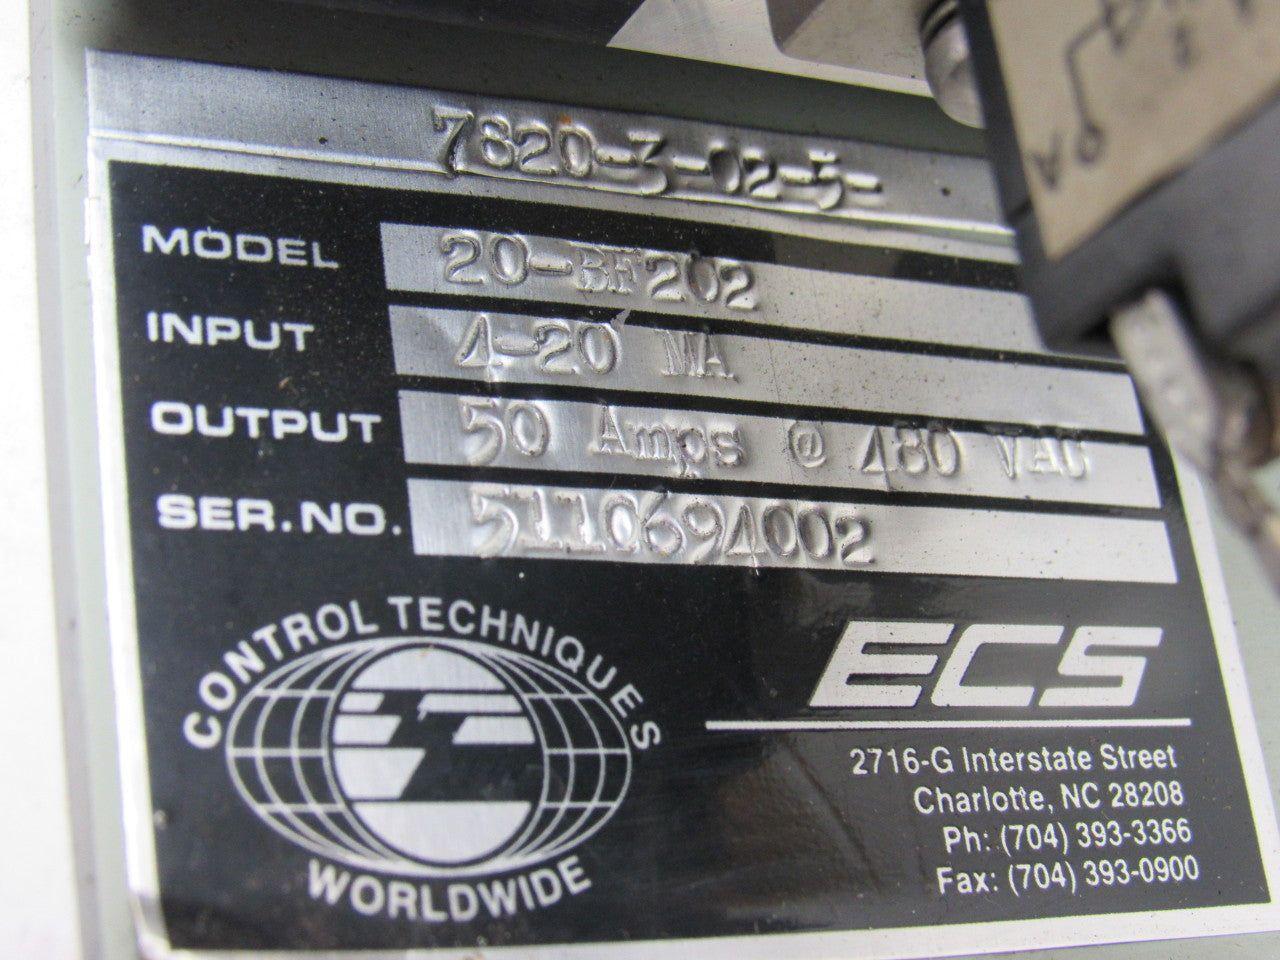 7820-3-02-3-
MODEL 20-BF202
INPUT 4-20 MA
OUTPUT 50 Amps @ 480 VAC
SER.NO. 5110694002
CONTROL TECHNIQUES
WORLDWIDE
ECS
2716-G Interstate Street
Charlotte, NC 28208
Ph: (704) 393-3366
Fax: (704) 393-0900